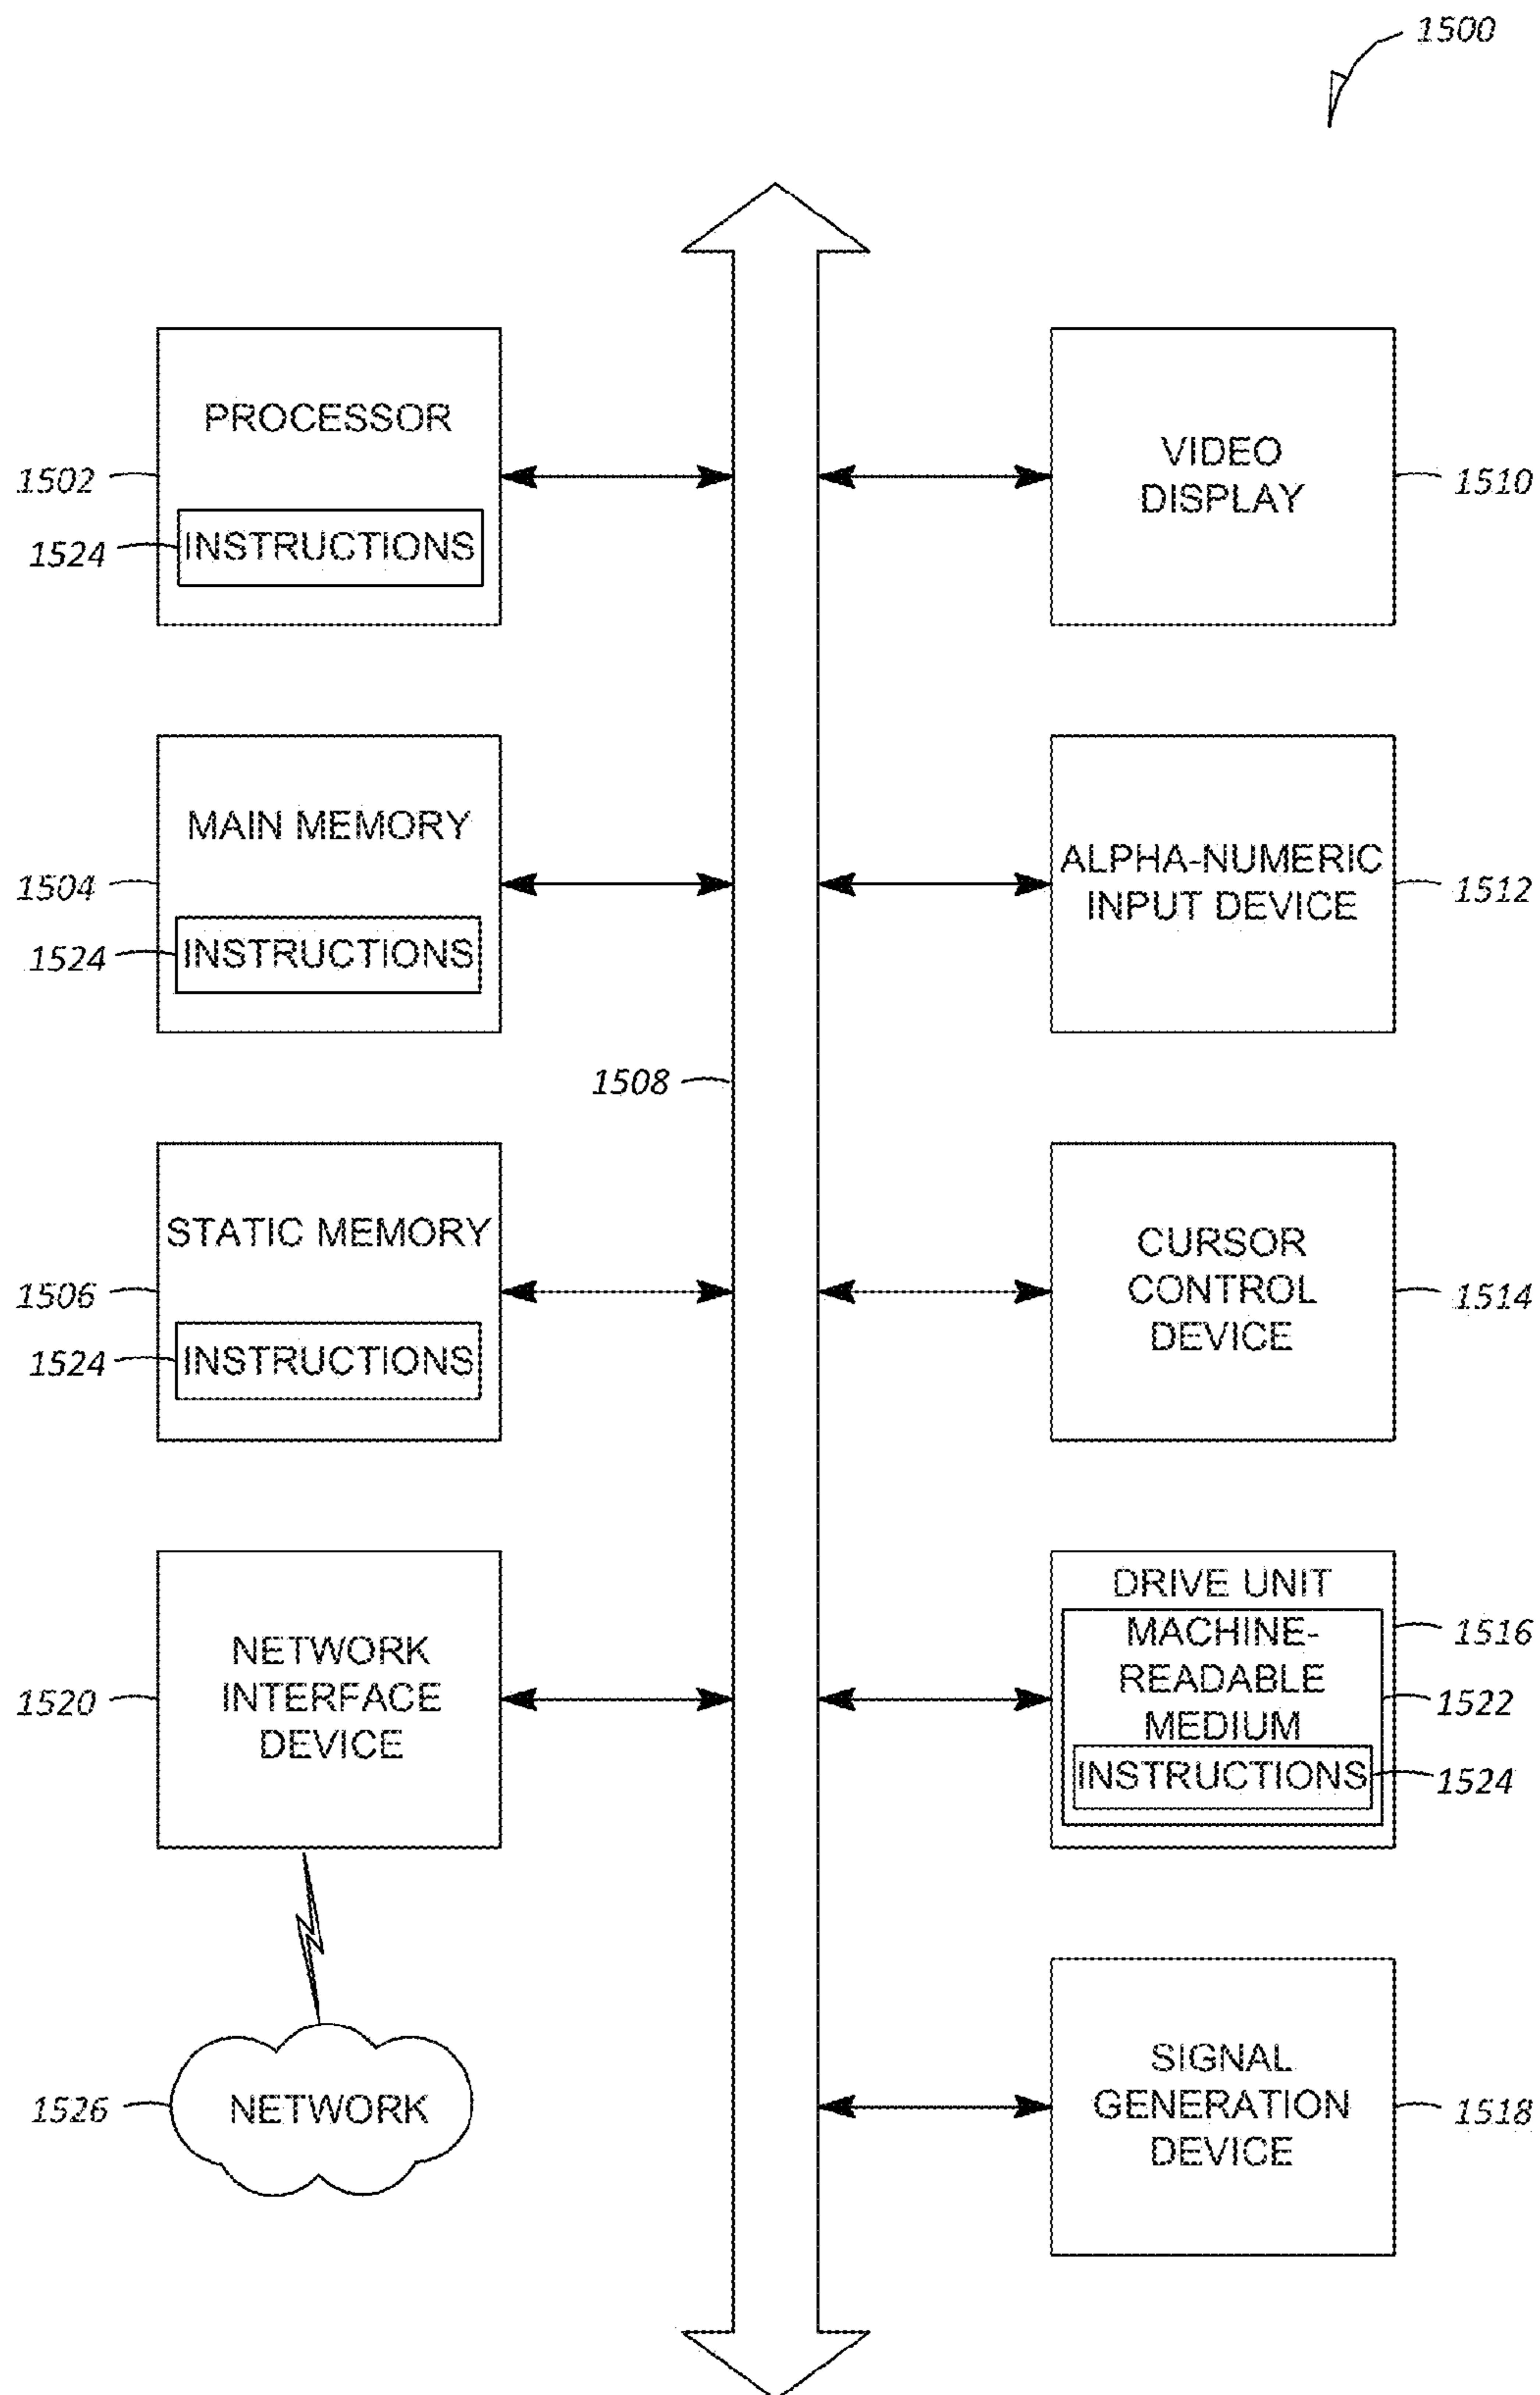 1500
PROCESSOR
1502
INSTRUCTIONS
1524
VIDEO
DISPLAY
1510
MAIN MEMORY
1504
INSTRUCTIONS
1524
ALPHA-NUMERIC
INPUT DEVICE
1512
1508
STATIC MEMORY
1506
INSTRUCTIONS
1524
CURSOR
CONTROL
DEVICE
1514
NETWORK
INTERFACE
DEVICE
1520
DRIVE UNIT
1516
MACHINE-
READABLE
MEDIUM
1522
INSTRUCTIONS
1524
NETWORK
1526
SIGNAL
GENERATION
DEVICE
1518